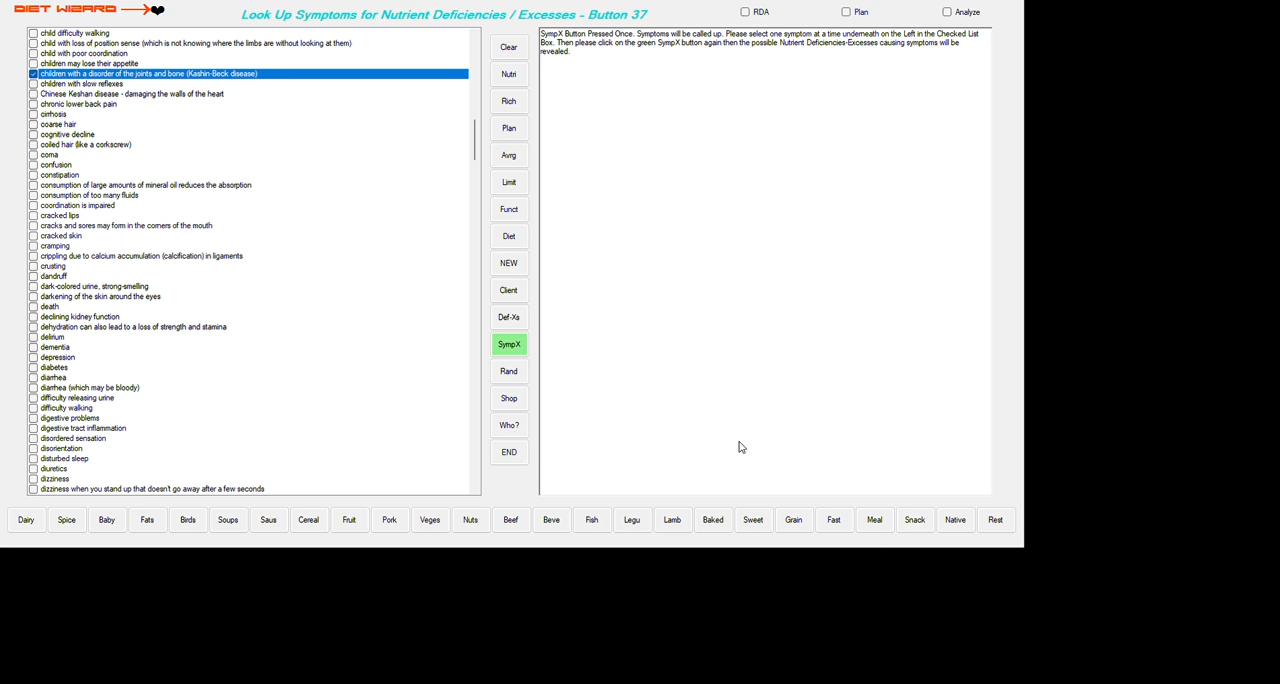 DIET WIZARD
Look Up Symptoms for Nutrient Deficiencies / Excesses - Button 37
RDA
Plan
Analyze
child difficulty walking
child with loss of position sense (which is not knowing where the limbs are without looking at them)
child with poor coordination
children may lose their appetite
children with a disorder of the joints and bone (Kashin-Beck disease)
children with slow reflexes
Chinese Keshan disease - damaging the walls of the heart
chronic lower back pain
cirrhosis
coarse hair
cognitive decline
coiled hair (like a corkscrew)
coma
confusion
constipation
consumption of large amounts of mineral oil reduces the absorption
consumption of too many fluids
coordination is impaired
cracked lips
cracks and sores may form in the corners of the mouth
cracked skin
cramping
crippling due to calcium accumulation (calcification) in ligaments
crusting
dandruff
dark-colored urine, strong-smelling
darkening of the skin around the eyes
death
declining kidney function
dehydration can also lead to a loss of strength and stamina
delirium
dementia
depression
diabetes
diarrhea
diarrhea (which may be bloody)
difficulty releasing urine
difficulty walking
digestive problems
digestive tract inflammation
disordered sensation
disorientation
disturbed sleep
diuretics
dizziness
dizziness when you stand up that doesn't go away after a few seconds
Clear
Nutri
Rich
Plan
Avrg
Limit
Funct
Diet
NEW
Client
Def-Xs
SympX
Rand
Shop
Who?
END
SympX Button Pressed Once. Symptoms will be called up. Please select one symptom at a time underneath on the Left in the Checked List
Box. Then please click on the green SympX button again then the possible Nutrient Deficiencies-Excesses causing symptoms will be
revealed.
Dairy
Spice
Baby
Fats
Birds
Soups
Saus
Cereal
Fruit
Pork
Veges
Nuts
Beef
Beve
Fish
Legu
Lamb
Baked
Sweet
Grain
Fast
Meal
Snack
Native
Rest